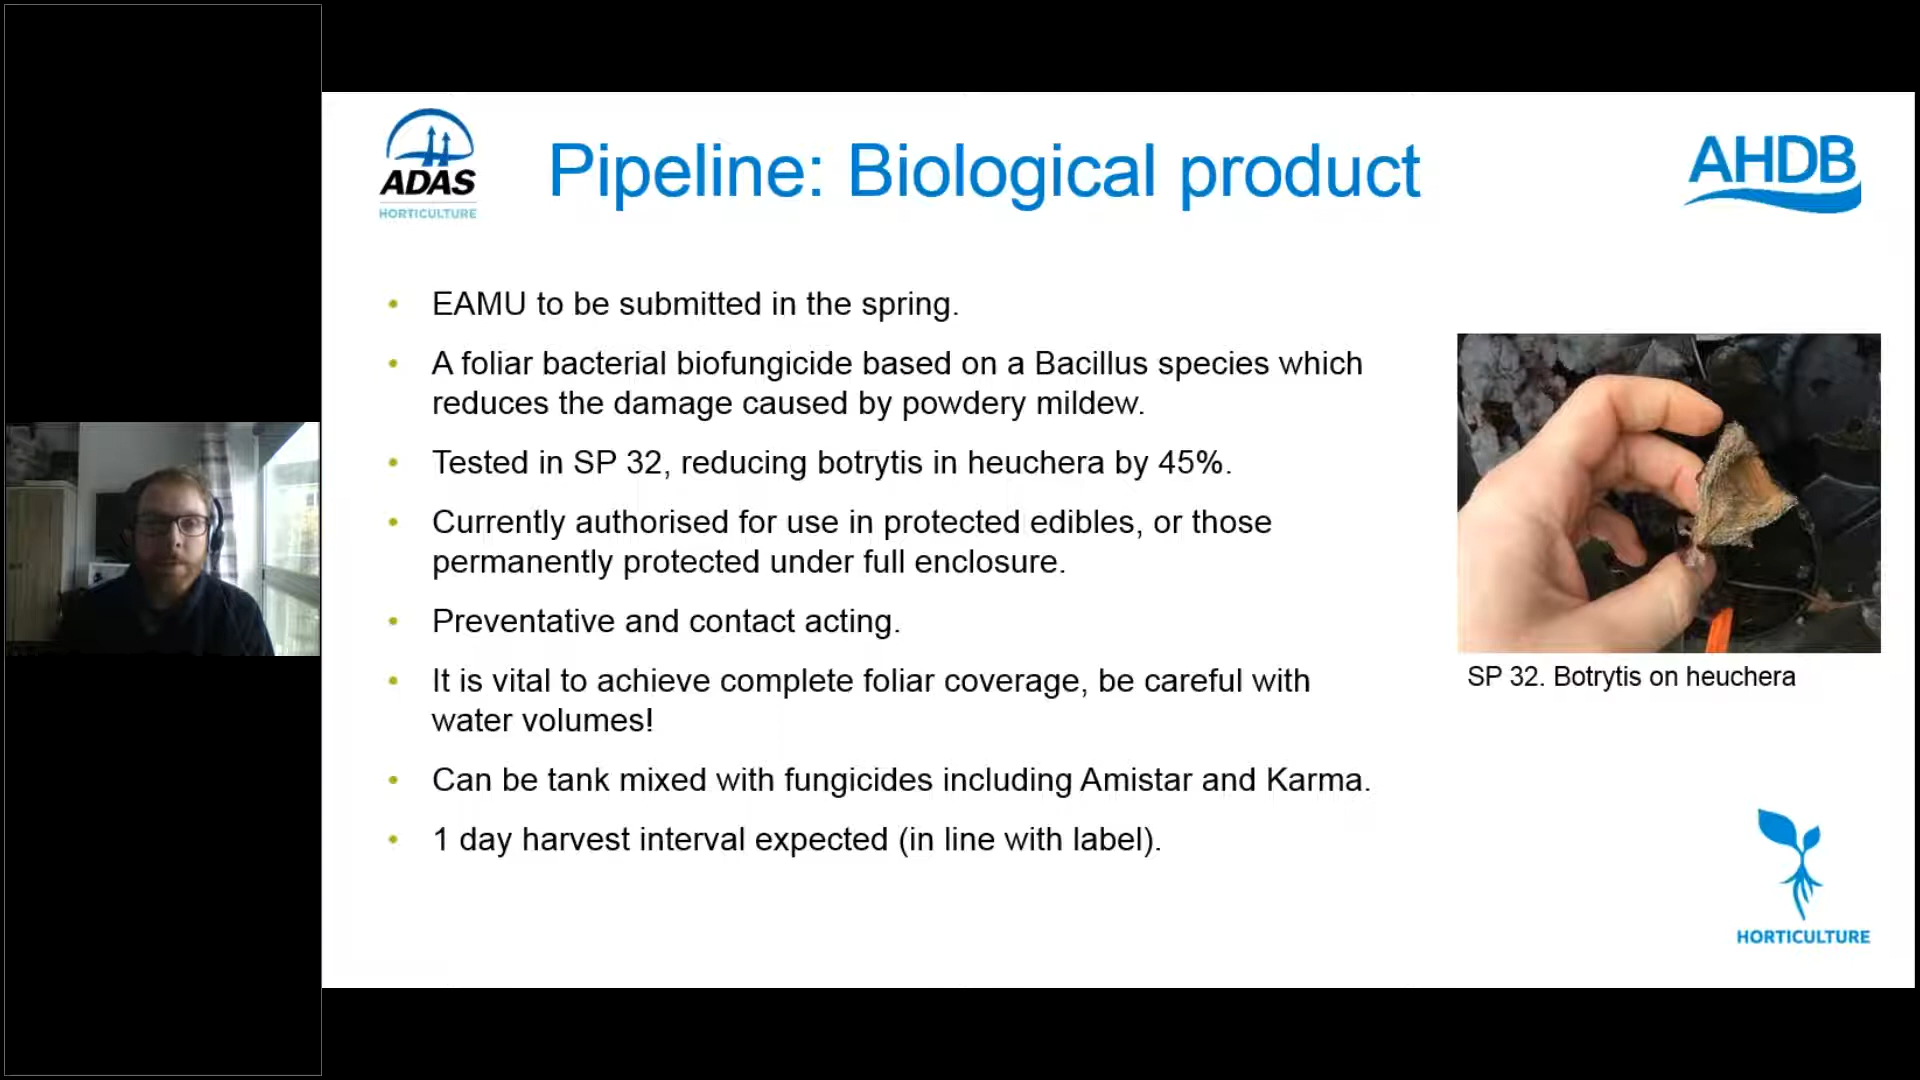 ADAS
HORTICULTURE
Pipeline: Biological product
AHDB
• EAMU to be submitted in the spring.
• A foliar bacterial biofungicide based on a Bacillus species which
reduces the damage caused by powdery mildew.
• Tested in SP 32, reducing botrytis in heuchera by 45%.
• Currently authorised for use in protected edibles, or those
permanently protected under full enclosure.
• Preventative and contact acting.
• It is vital to achieve complete foliar coverage, be careful with
water volumes!
• Can be tank mixed with fungicides including Amistar and Karma.
• 1 day harvest interval expected (in line with label).
SP 32. Botrytis on heuchera
HORTICULTURE